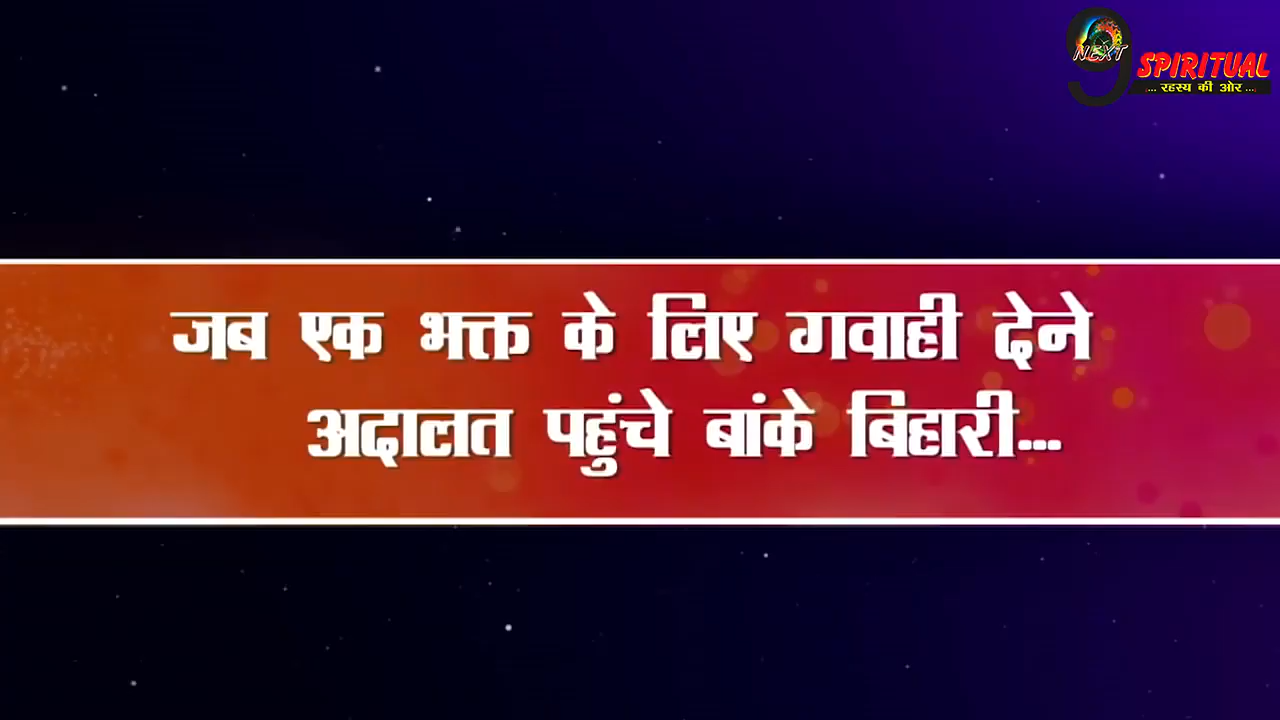 9
NEXT
SPIRITUAL
... रहस्य की ओर ...
जब एक भक्त के लिए गवाही देने
अदालत पहुंचे बांके बिहारी...